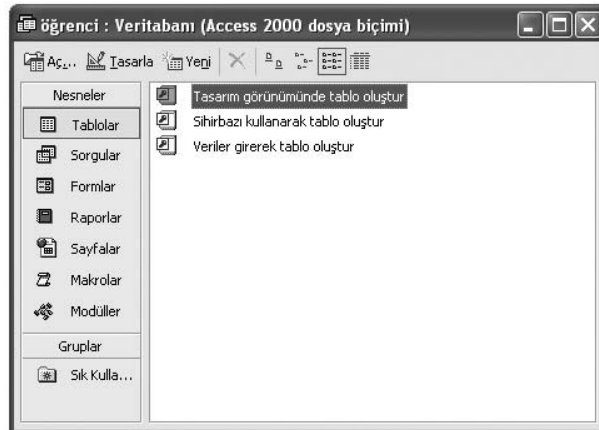 öğrenci : Veritabanı (Access 2000 dosya biçimi)
Aç... Tasarla Yeni
Nesneler
Tablolar
Sorgular
Formlar
Raporlar
Sayfalar
Makrolar
Modüller
Gruplar
Sık Kulla...
Tasarım görünümünde tablo oluştur
Sihirbazı kullanarak tablo oluştur
Veriler girerek tablo oluştur